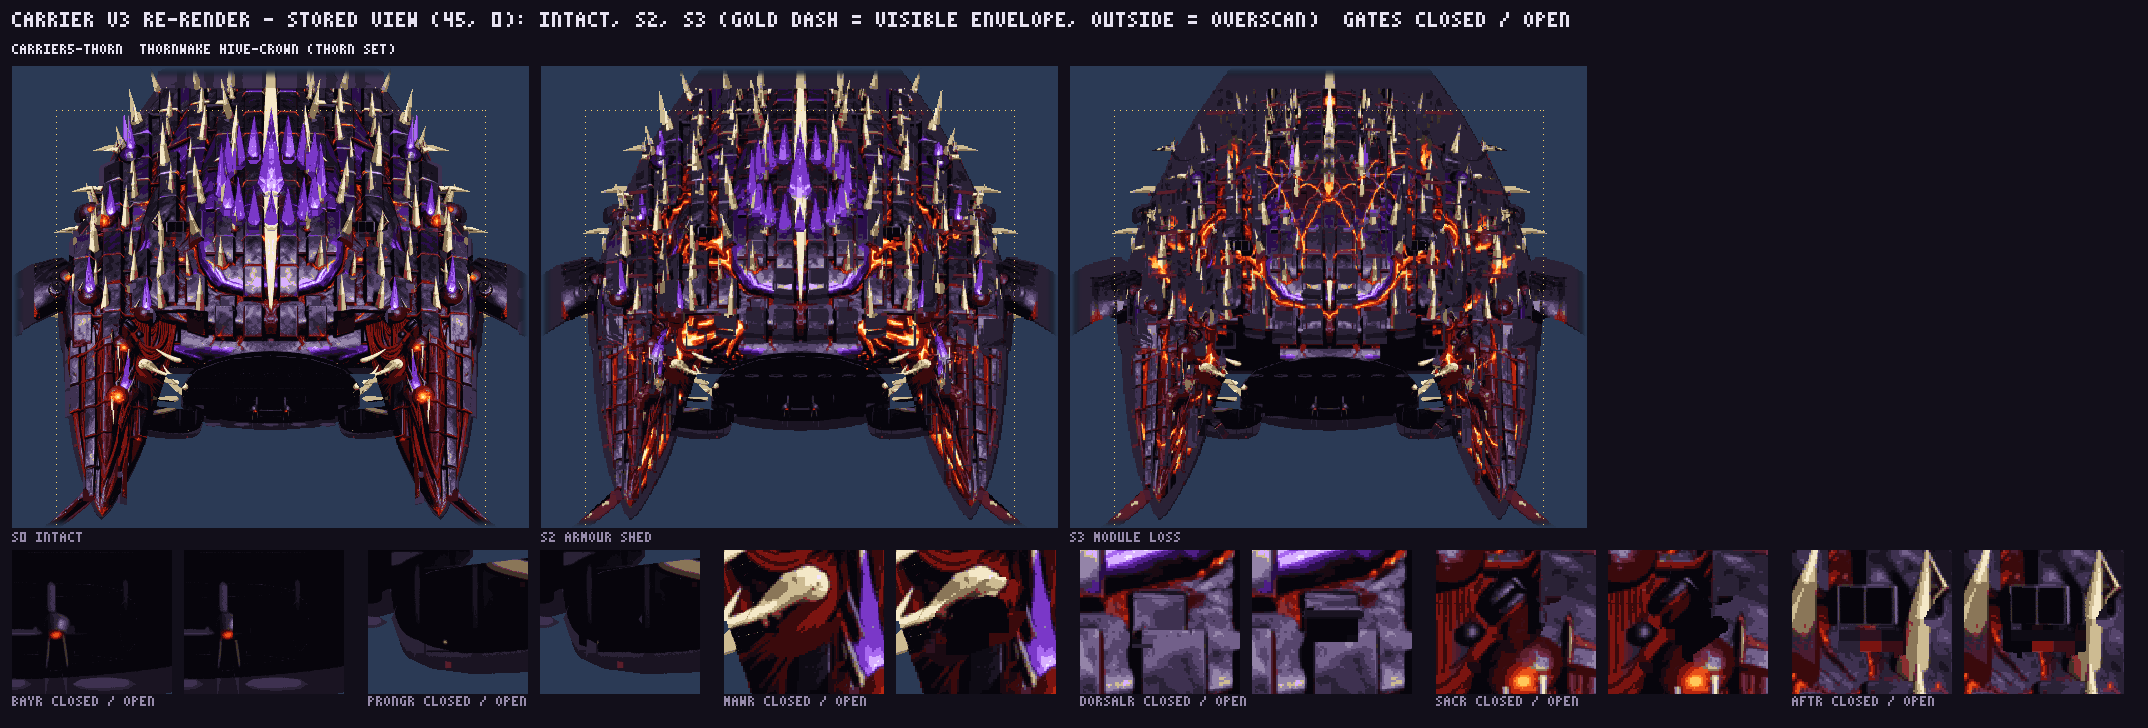 CARRIER V3 RE-RENDER - STORED VIEW (45, 0): INTACT, S2, S3 (GOLD DASH = VISIBLE ENVELOPE, OUTSIDE = OVERSCAN)  GATES CLOSED / OPEN
CARRIERS-THORN  THORNWAKE HIVE-CROWN (THORN SET)
S0 INTACT
S2 ARMOUR SHED
S3 MODULE LOSS
BAYR CLOSED / OPEN
PRONGR CLOSED / OPEN
MAWR CLOSED / OPEN
DORSALR CLOSED / OPEN
SACR CLOSED / OPEN
AFTR CLOSED / OPEN